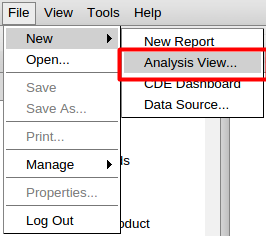 File View Tools Help
New
New Report
Open...
Analysis View...
Save
CDE Dashboard
Save As...
Data Source...
Print...
Manage
Properties...
Log Out